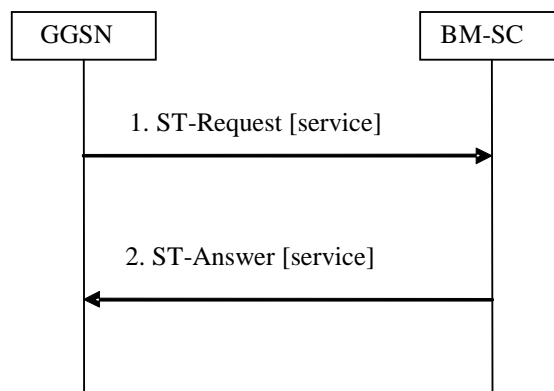 GGSN
BM-SC
1. ST-Request [service]
2. ST-Answer [service]